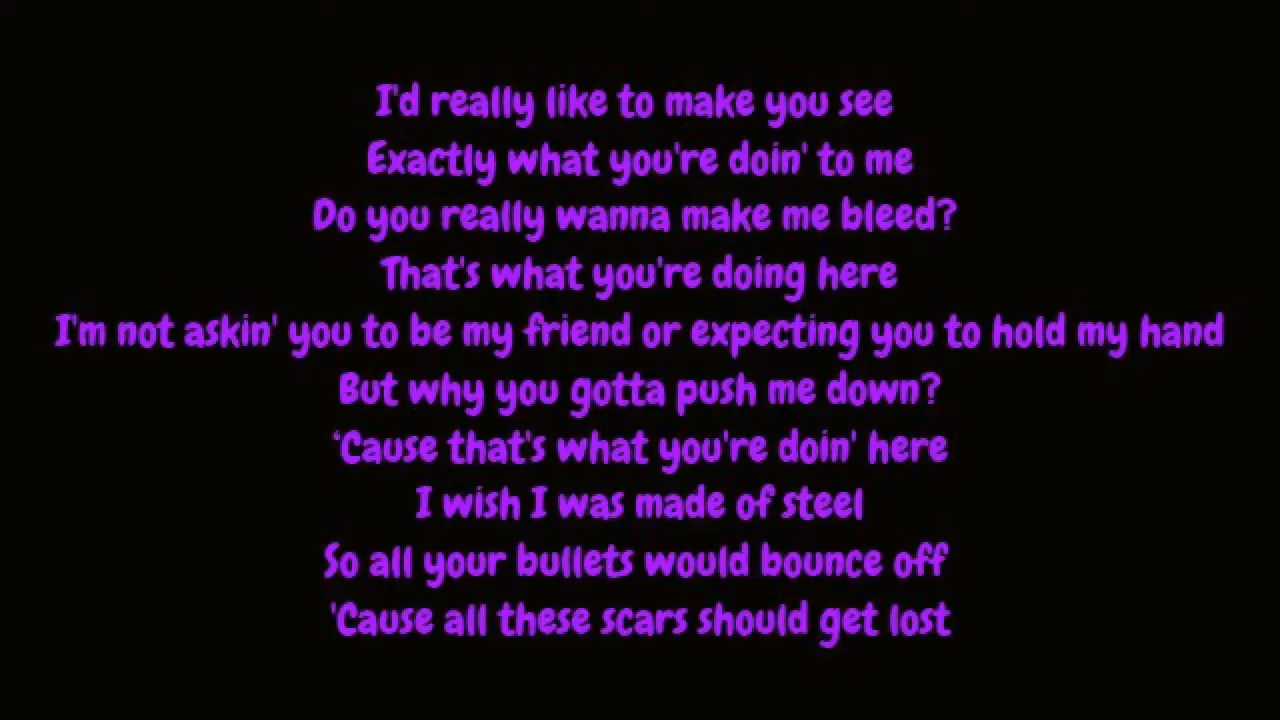 I'd really like to make you see
Exactly what you're doin' to me
Do you really wanna make me bleed?
That's what you're doing here
I'm not askin' you to be my friend or expecting you to hold my hand
But why you gotta push me down?
‘Cause that's what you're doin' here
I wish I was made of steel
So all your bullets would bounce off
'Cause all these scars should get lost